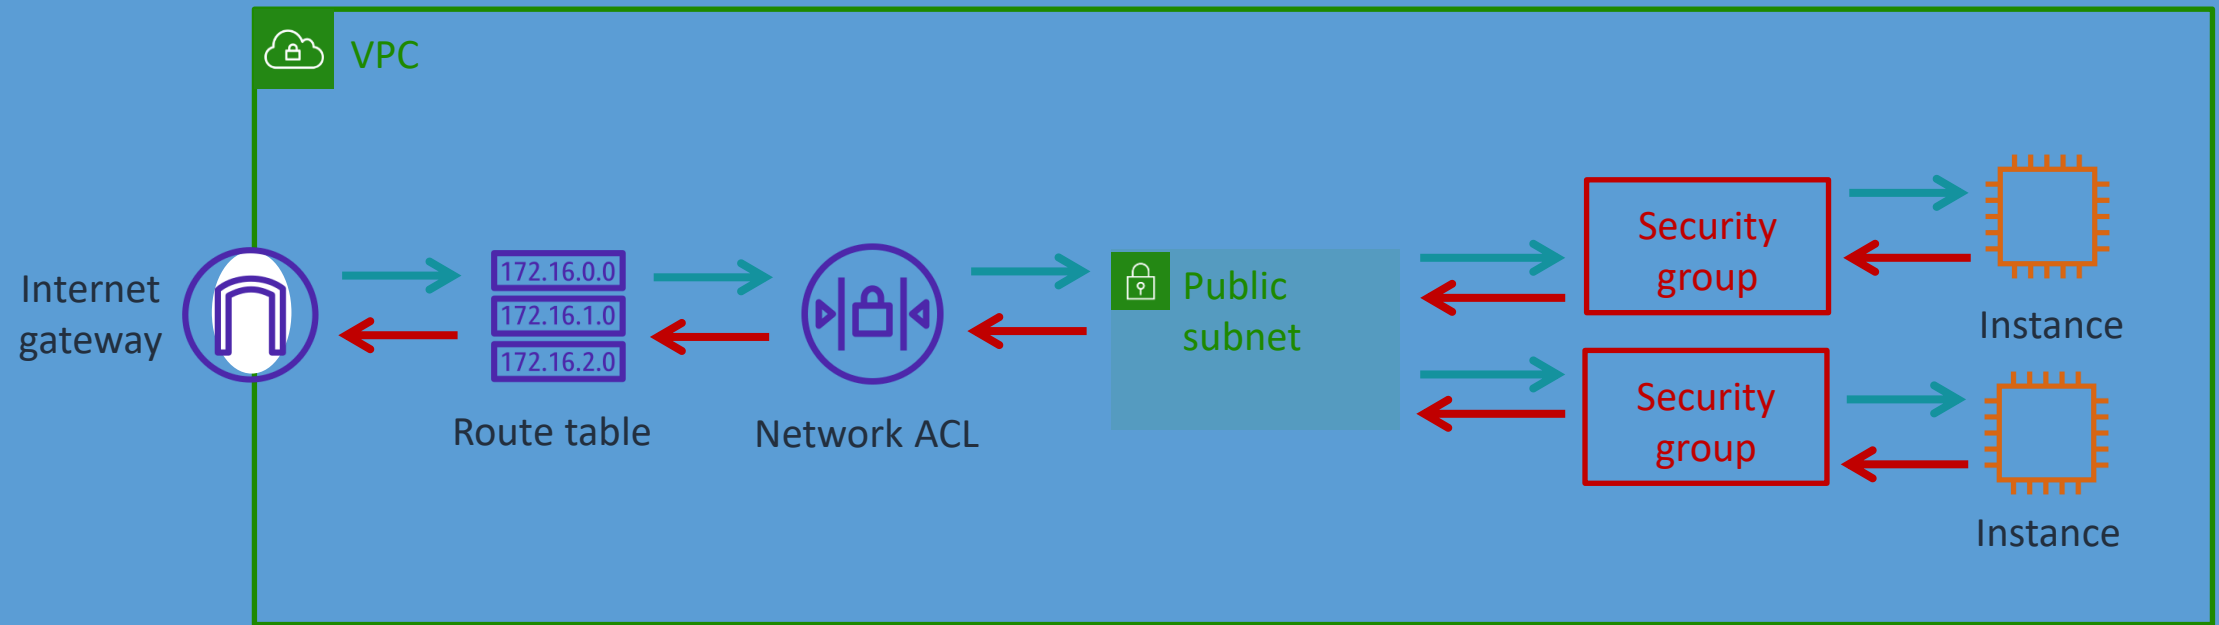 VPC
Internet
gateway
172.16.0.0
172.16.1.0
172.16.2.0
Route table
Network ACL
Public
subnet
Security
group
Instance
Security
group
Instance